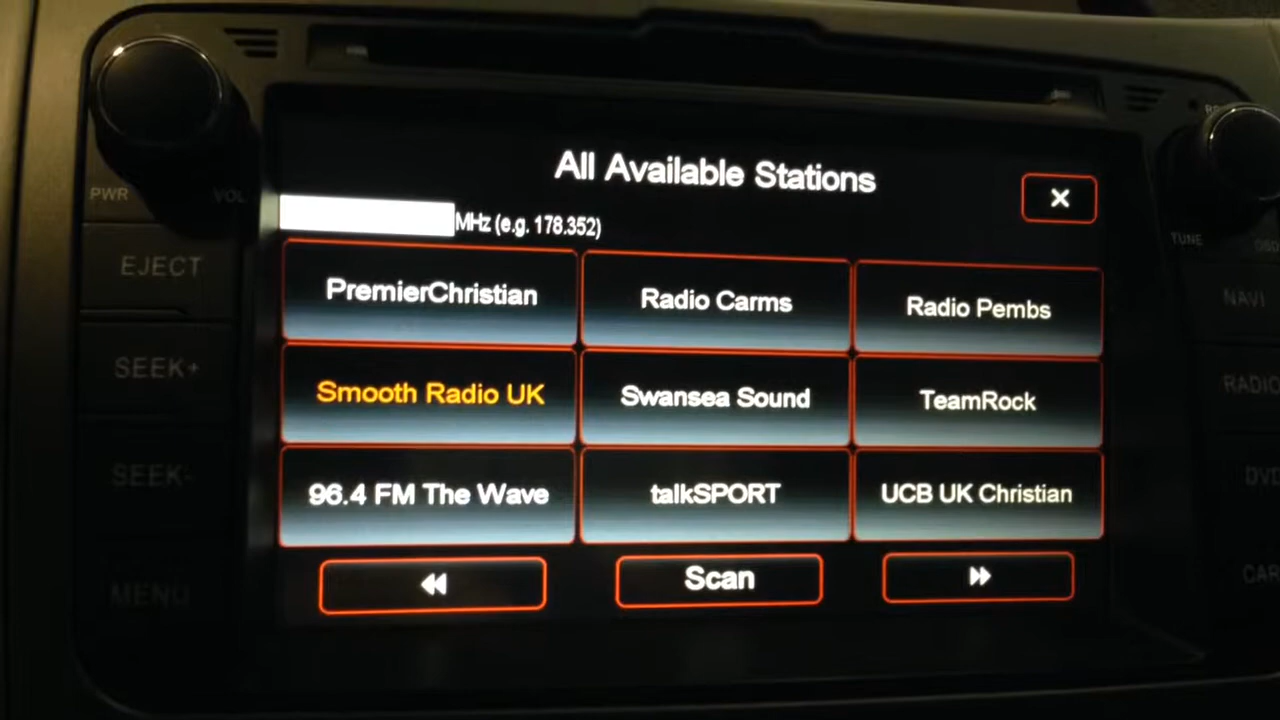 All Available Stations
MHz (e.g. 178.352)
PremierChristian
Radio Carms
Radio Pembs
Smooth Radio UK
Swansea Sound
TeamRock
96.4 FM The Wave
talkSPORT
UCB UK Christian
Scan
PWR
VOL
EJECT
SEEK+
SEEK-
MENU
TUNE
NAVI
RADIO